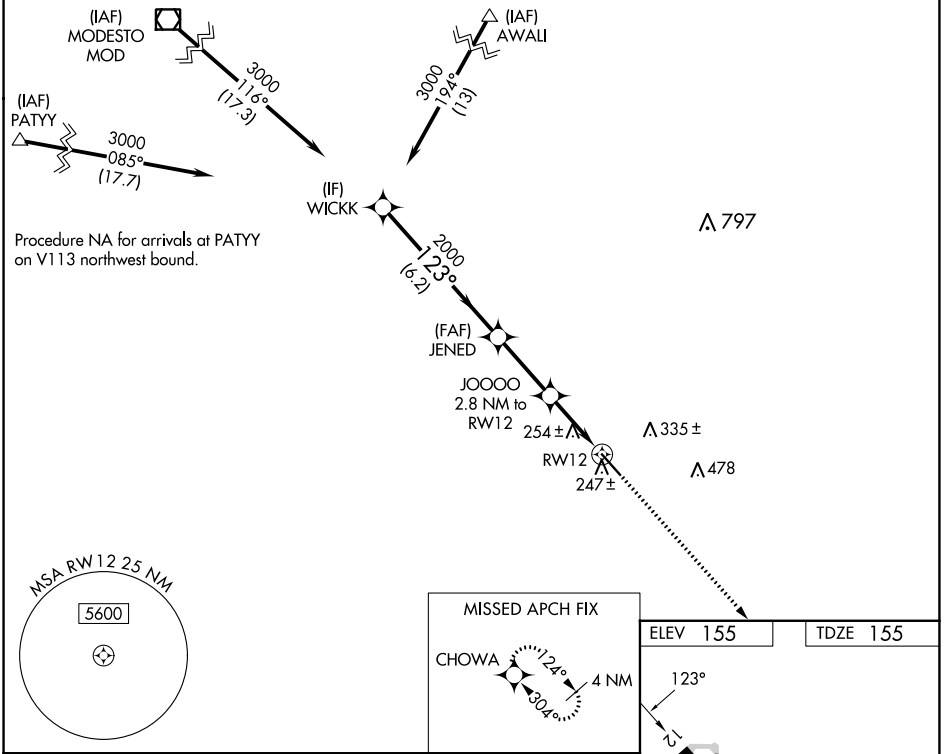 (IAF)
MODESTO
MOD
(IAF)
AWALI
3000
116°
(17.3)
3000
194°
(13)
(IAF)
PATYY
3000
085°
(17.7)
(IF)
WICKK
797
Procedure NA for arrivals at PATYY
on V113 northwest bound.
2000
123°
(6.2)
(FAF)
JENED
JOOOO
2.8 NM to
RW12
254 ±
335 ±
RW12
478
247 ±
MSA RW12 25 NM
5600
MISSED APCH FIX
CHOWA
124°
4 NM
304°
ELEV 155
TDZE 155
123°
12